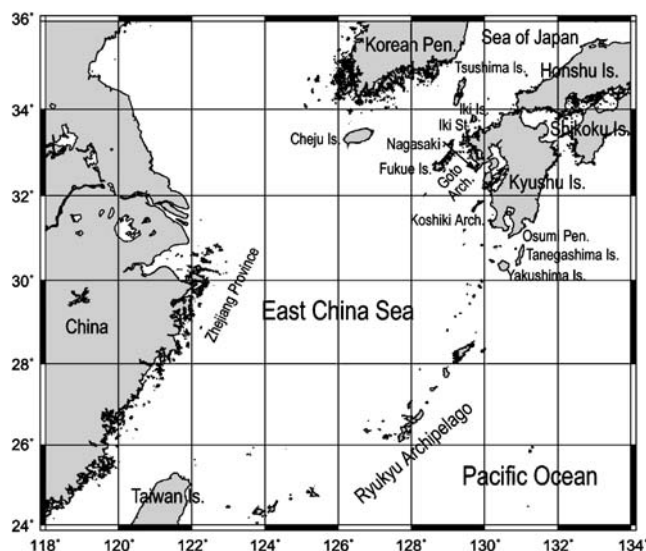 36˚
34˚
32˚
30˚
28˚
26˚
24˚
118˚
120˚
122˚
124˚
126˚
128˚
130˚
132˚
134˚
Korean Pen.
Sea of Japan
Tsushima Is.
Honshu Is.
Iki Is.
Iki St.
Shikoku Is.
Cheju Is.
Nagasaki
Fukue Is.
Goto
Arch.
Kyushu Is.
Koshiki Arch.
Osumi Pen.
Tanegashima Is.
Yakushima Is.
Zhejiang Province
East China Sea
China
Ryukyu Archipelago
Pacific Ocean
Taiwan Is.